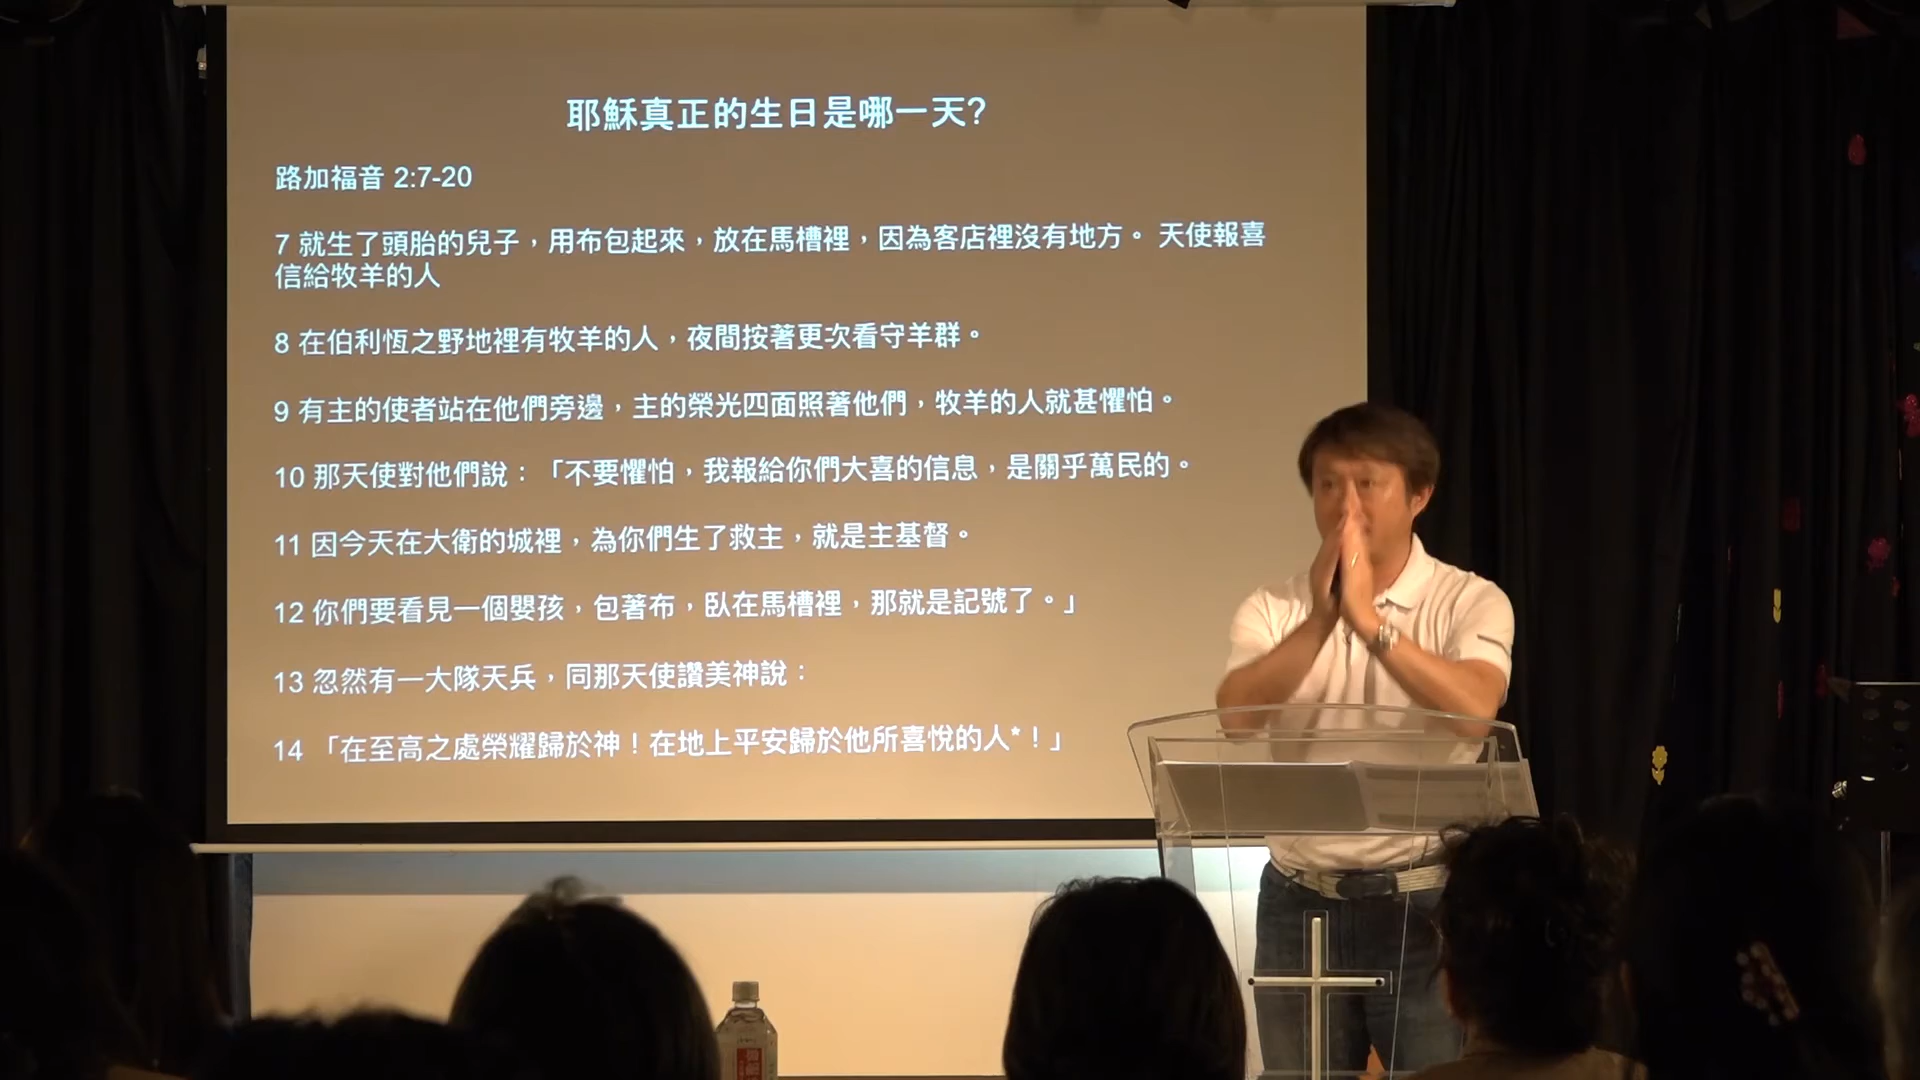 耶穌真正的生日是哪一天?
路加福音 2:7-20
7 就生了頭胎的兒子，用布包起來，放在馬槽裡，因為客店裡沒有地方。 天使報喜
信給牧羊的人
8 在伯利恆之野地裡有牧羊的人，夜間按著更次看守羊群。
9 有主的使者站在他們旁邊，主的榮光四面照著他們，牧羊的人就甚懼怕。
10 那天使對他們說：「不要懼怕，我報給你們大喜的信息，是關乎萬民的。
11 因今天在大衛的城裡，為你們生了救主，就是主基督。
12 你們要看見一個嬰孩，包著布，臥在馬槽裡，那就是記號了。」
13 忽然有一大隊天兵，同那天使讚美神說：
14 「在至高之處榮耀歸於神！在地上平安歸於他所喜悅的人*！」